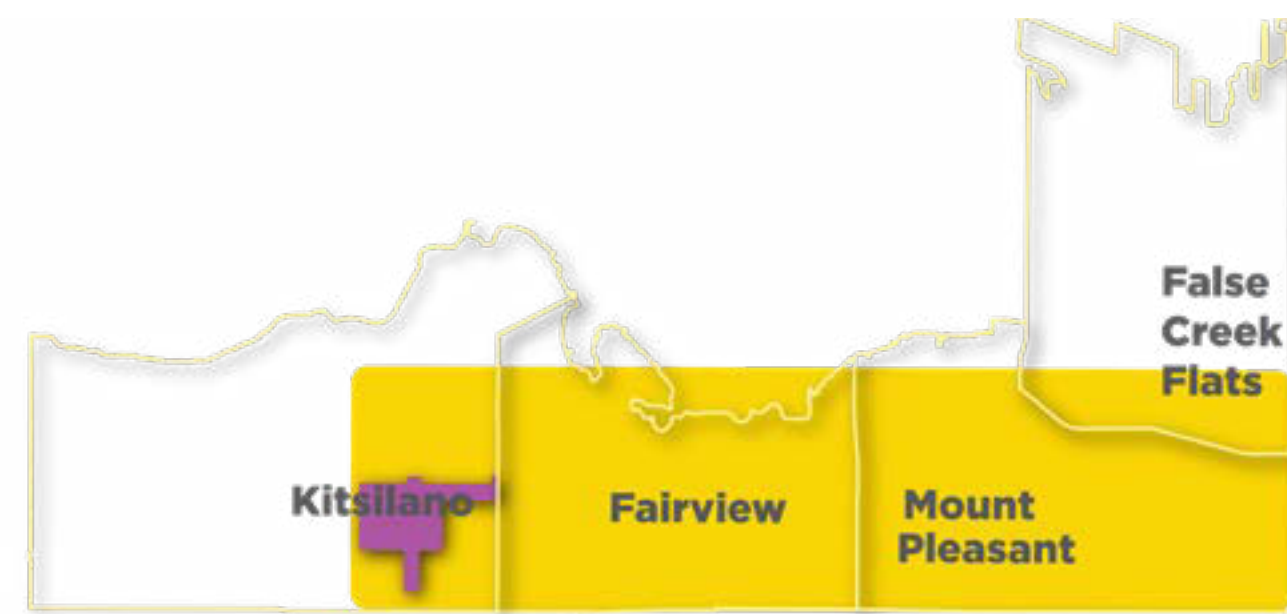 False
Creek
Flats
Kitsilano
Fairview
Mount
Pleasant